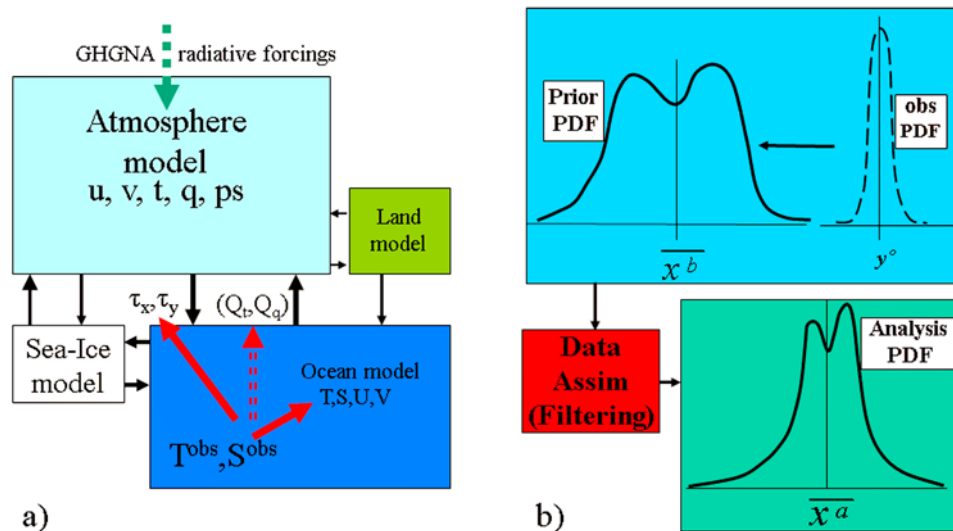 GHGNA radiative forcings
Atmosphere
model
u, v, t, q, ps
Land
model
τx,τy
(Qt,Qq)
Sea-Ice
model
Ocean model
T,S,U,V
Tobs,Sobs
a)
Prior
PDF
obs
PDF
x b
yo
Data
Assim
(Filtering)
Analysis
PDF
x a
b)